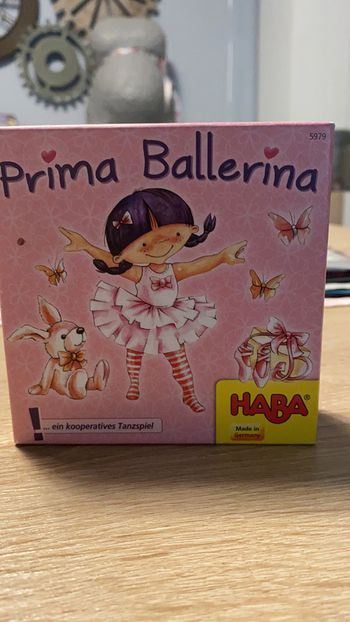 5979
Prima Ballerina
HABA®
Made in
Germany
... ein kooperatives Tanzspiel